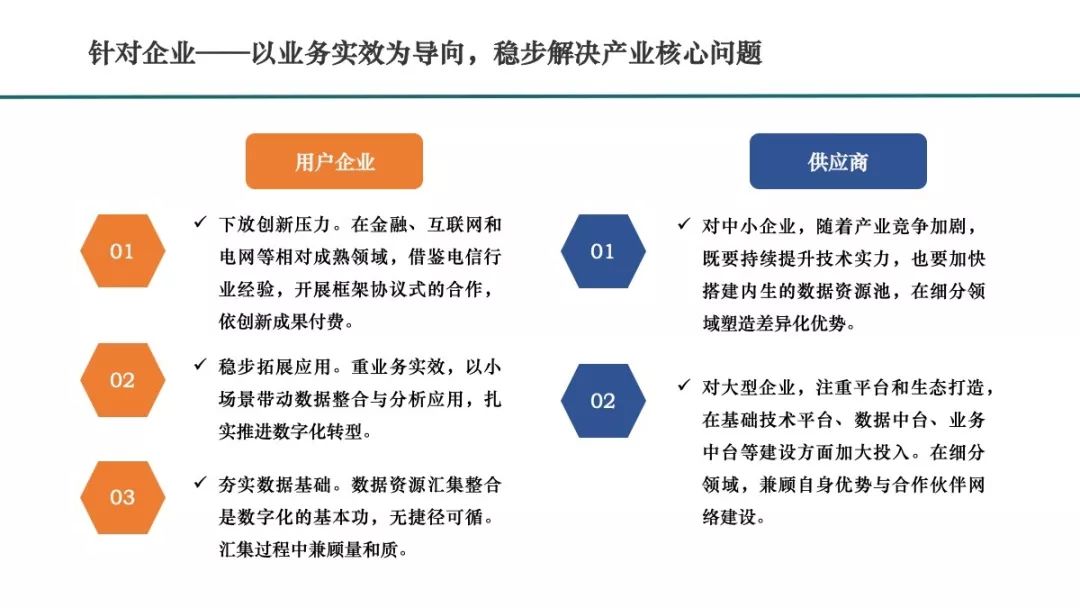 针对企业——以业务实效为导向，稳步解决产业核心问题
用户企业
01
✓ 下放创新压力。在金融、互联网和
电网等相对成熟领域，借鉴电信行
业经验，开展框架协议式的合作，
依创新成果付费。
02
✓ 稳步拓展应用。重业务实效，以小
场景带动数据整合与分析应用，扎
实推进数字化转型。
03
✓ 夯实数据基础。数据资源汇集整合
是数字化的基本功，无捷径可循。
汇集过程中兼顾量和质。
供应商
01
✓ 对中小企业，随着产业竞争加剧，
既要持续提升技术实力，也要加快
搭建内生的数据资源池，在细分领
域塑造差异化优势。
02
✓ 对大型企业，注重平台和生态打造，
在基础技术平台、数据中台、业务
中台等建设方面加大投入。在细分
领域，兼顾自身优势与合作伙伴网
络建设。